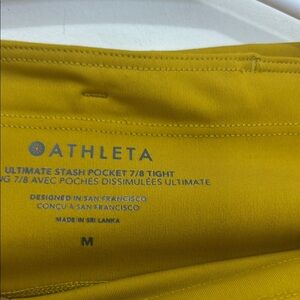 ATHLETA
ULTIMATE STASH POCKET 7/8 TIGHT
NG 7/8 AVEC POCHES DISSIMULÉES ULTIMATE
DESIGNED IN SAN FRANCISCO
CONÇU À SAN FRANCISCO
MADE IN SRI LANKA
M